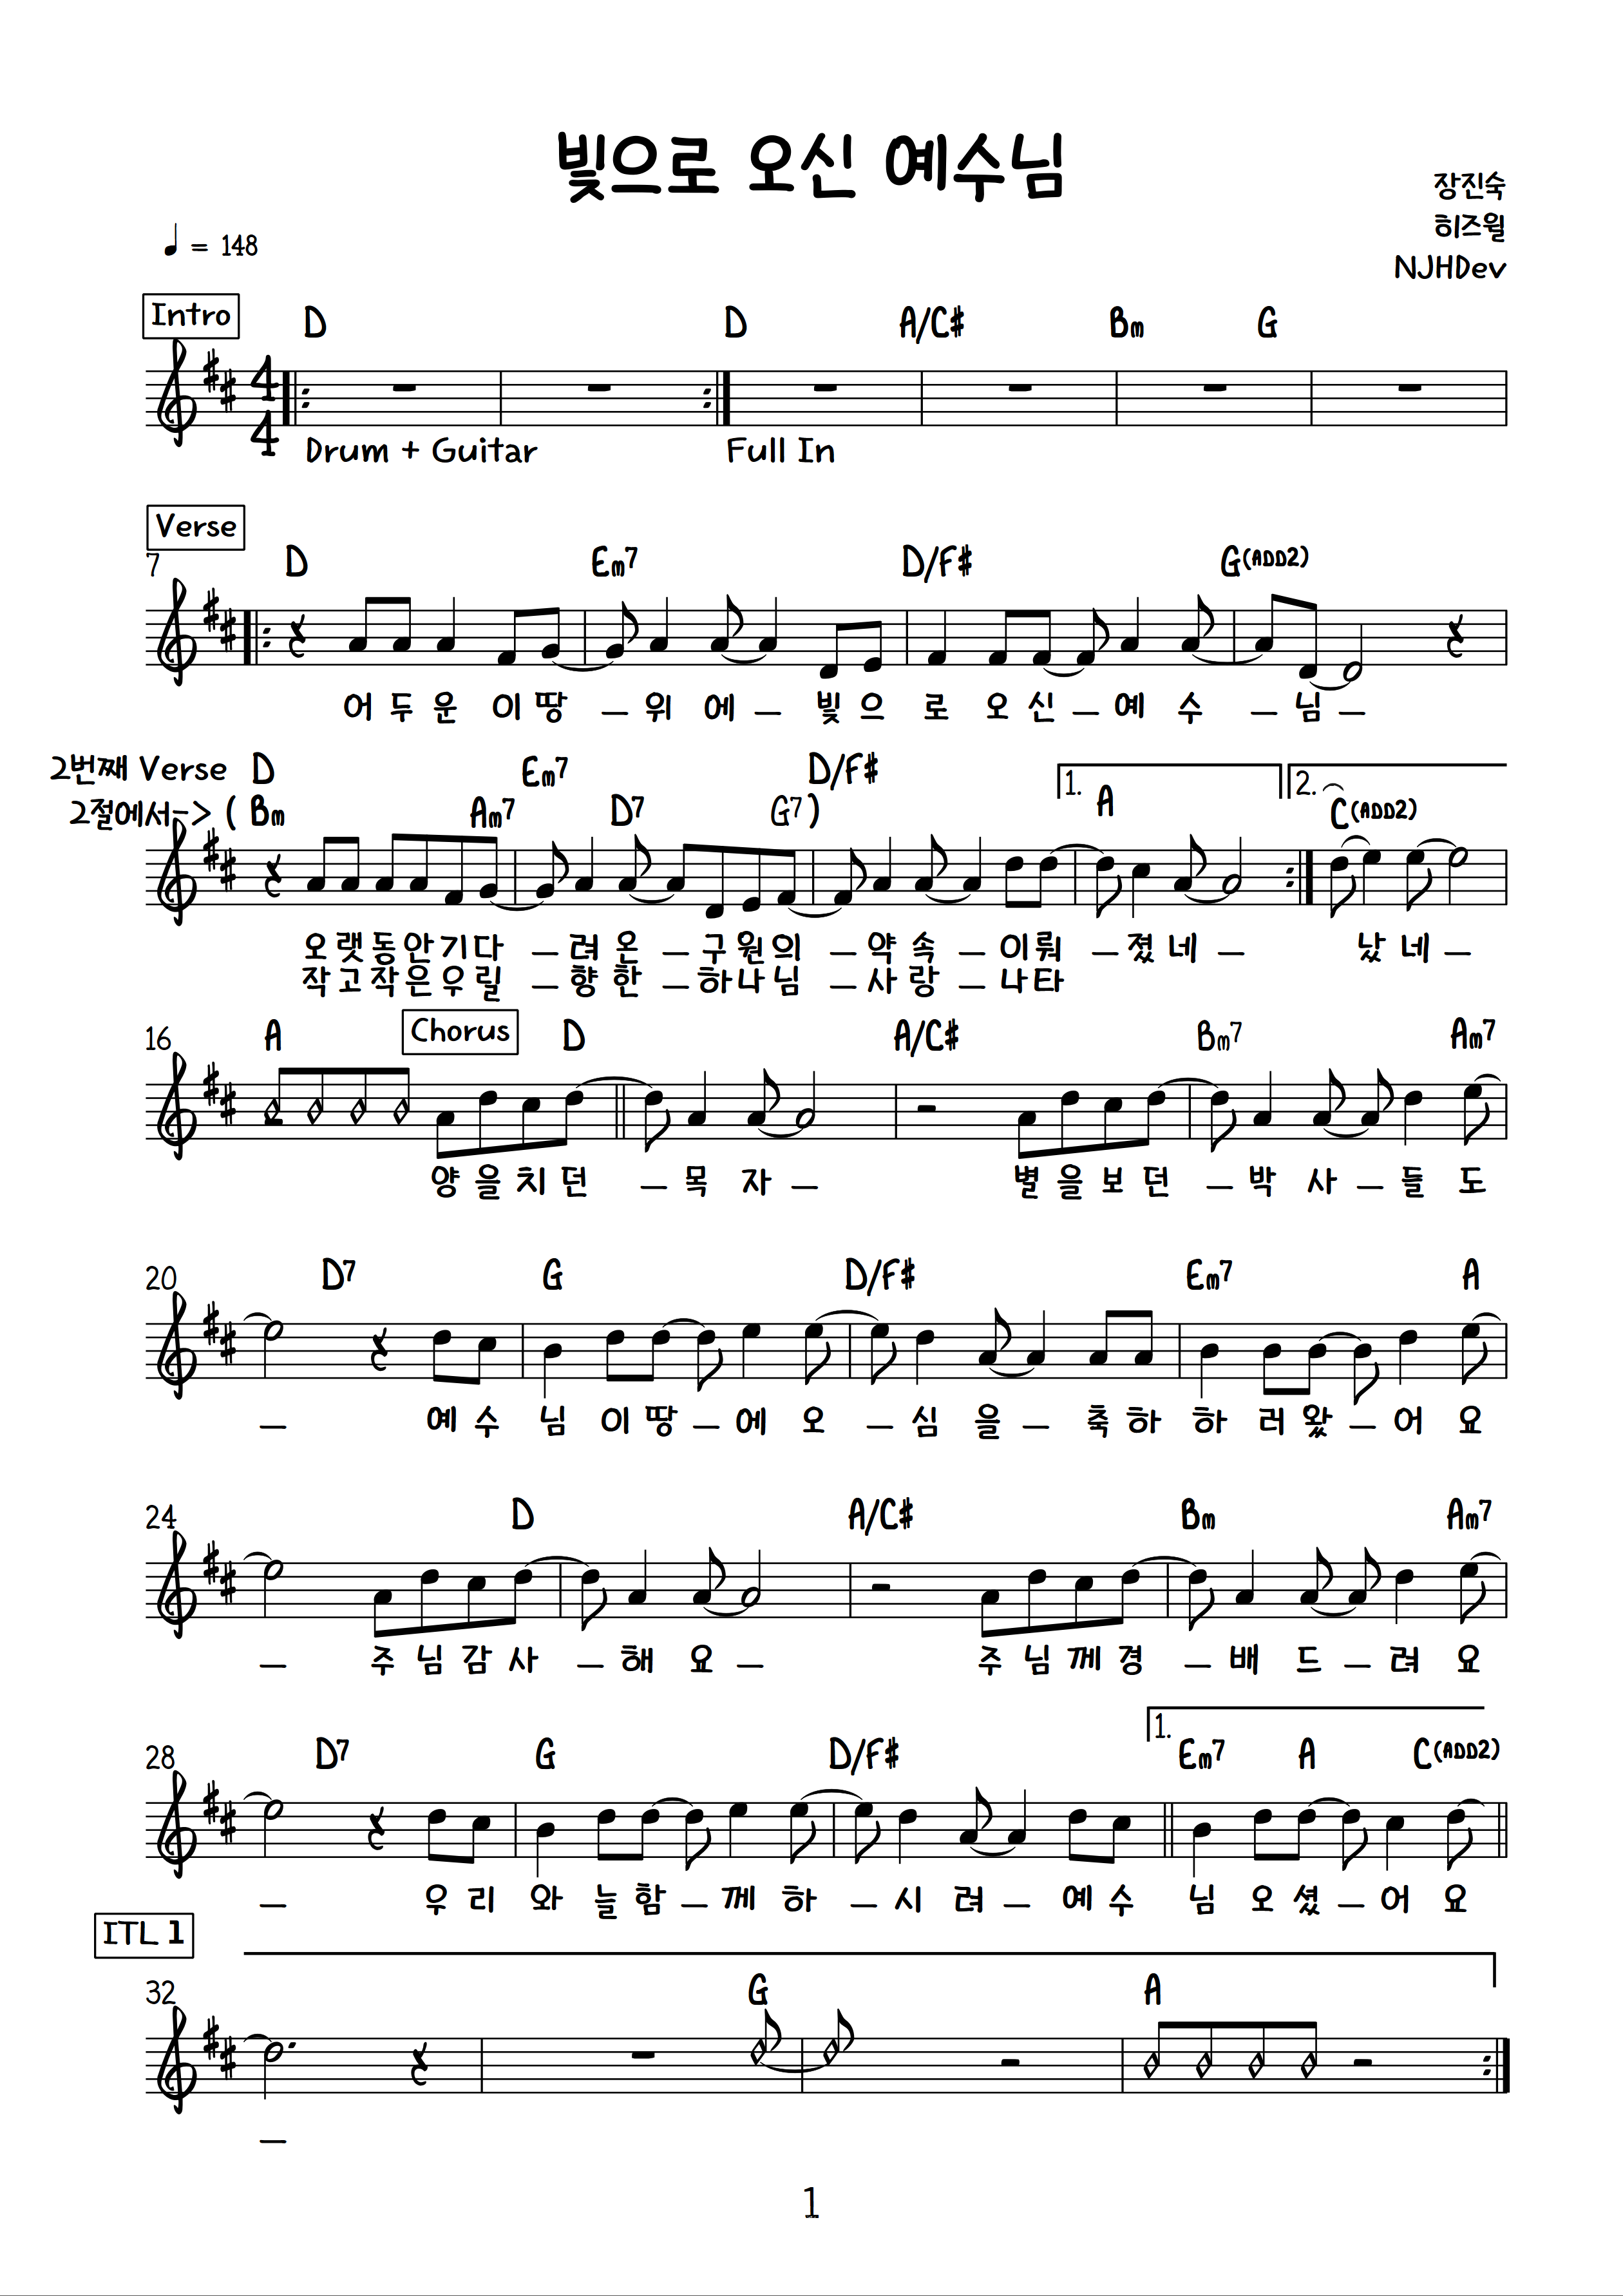 빛으로 오신 예수님
장진숙
히즈윌
NJHDev
♩ = 148
Intro
D D A/C# Bm G
4
4
Drum + Guitar Full In
Verse
7 D Em7 D/F# G(ADD2)
어 두 운 이 땅 _ 위 에 _ 빛 으 로 오 신 _ 예 수 _ 님 _
2번째 Verse D Em7 D/F# 1. A 2. C(ADD2)
2절에서-> ( Bm Am7 D7 G7 )
오 랫 동 안 기 다 _ 려 온 _ 구 원 의 _ 약 속 _ 이 뤄 _ 졌 네 _ 났 네 _
작 고 작 은 우 릴 _ 향 한 _ 하 나 님 _ 사 랑 _ 나 타
16 A Chorus D A/C# Bm7 Am7
양 을 치 던 _ 목 자 _ 별 을 보 던 _ 박 사 _ 들 도
20 D7 G D/F# Em7 A
_ 예 수 님 이 땅 _ 에 오 _ 심 을 _ 축 하 하 러 왔 _ 어 요
24 D A/C# Bm Am7
_ 주 님 감 사 _ 해 요 _ 주 님 께 경 _ 배 드 _ 려 요
28 D7 G D/F# 1. Em7 A C(ADD2)
_ 우 리 와 늘 함 _ 께 하 _ 시 려 _ 예 수 님 오 셨 _ 어 요
ITL 1
32 G A
_
1